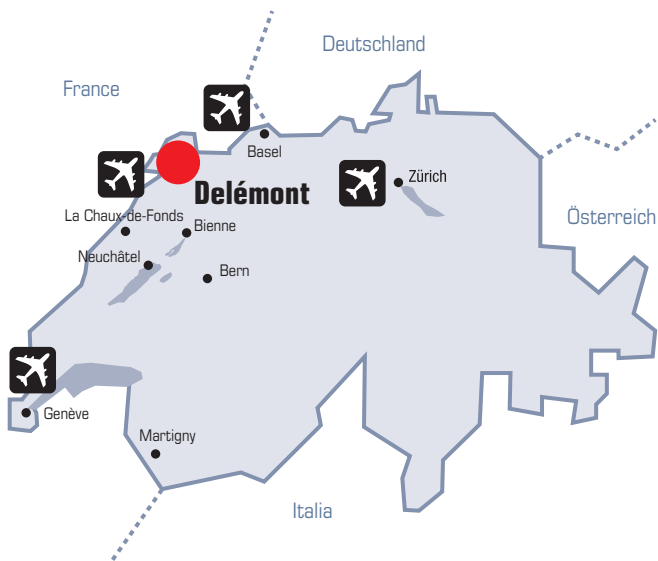 Deutschland
France
Basel
Zürich
Delémont
La Chaux-de-Fonds
Bienne
Österreich
Neuchâtel
Bern
Genève
Martigny
Italia